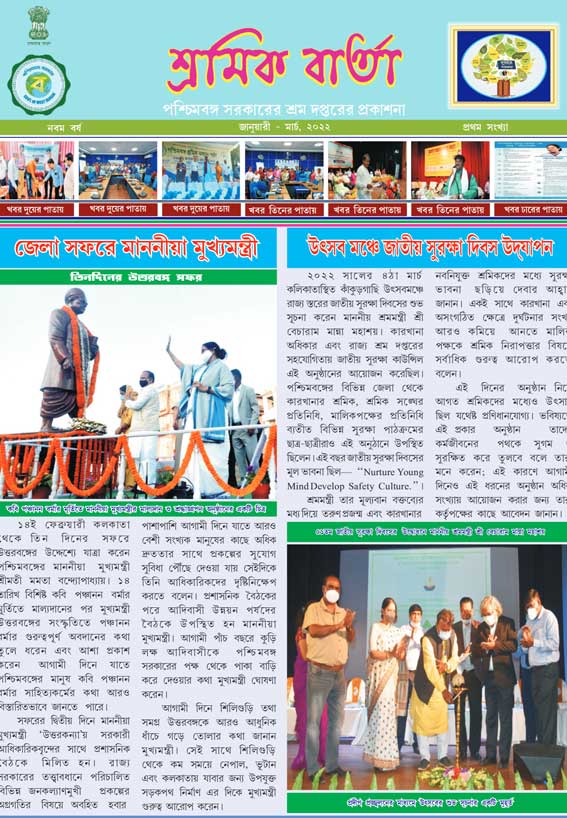 শ্রমিক বার্তা
পশ্চিমবঙ্গ সরকারের শ্রম দপ্তরের প্রকাশনা
নবম বর্ষ
জানুয়ারী - মার্চ, ২০২২
প্রথম সংখ্যা
খবর দুয়ের পাতায়
খবর দুয়ের পাতায়
খবর দুয়ের পাতায়
খবর তিনের পাতায়
খবর তিনের পাতায়
খবর তিনের পাতায়
খবর চারের পাতায়
জেলা সফরে মাননীয়া মুখ্যমন্ত্রী
তিনদিনের উত্তরবঙ্গ সফর
কবি পঞ্চানন বর্মার মূর্তিতে মাননীয়া মুখ্যমন্ত্রীর মাল্যদান ও শ্রদ্ধাজ্ঞাপন অনুষ্ঠানের একটি চিত্র
১৪ই ফেব্রুয়ারী কলকাতা
থেকে তিন দিনের সফরে
উত্তরবঙ্গের উদ্দেশ্যে যাত্রা করেন
পশ্চিমবঙ্গের মাননীয়া মুখ্যমন্ত্রী
শ্রীমতী মমতা বন্দ্যোপাধ্যায়। ১৪
তারিখ বিশিষ্ট কবি পঞ্চানন বর্মার
মূর্তিতে মাল্যদানের পর মুখ্যমন্ত্রী
উত্তরবঙ্গের সংস্কৃতিতে পঞ্চানন
বর্মার গুরুত্বপূর্ণ অবদানের কথা
তুলে ধরেন এবং আশা প্রকাশ
করেন আগামী দিনে যাতে
পশ্চিমবঙ্গের মানুষ কবি পঞ্চানন
বর্মার সাহিত্যকর্মের কথা আরও
বিস্তারিতভাবে জানতে পারে।
সফরের দ্বিতীয় দিনে মাননীয়া
মুখ্যমন্ত্রী ‘উত্তরকন্যা’য় সরকারী
আধিকারিকবৃন্দের সাথে প্রশাসনিক
বৈঠকে মিলিত হন। রাজ্য
সরকারের তত্ত্বাবধানে পরিচালিত
বিভিন্ন জনকল্যাণমুখী প্রকল্পের
অগ্রগতির বিষয়ে অবহিত হবার
পাশাপাশি আগামী দিনে যাতে আরও
বেশী সংখ্যক মানুষের কাছে অধিক
দ্রুততার সাথে প্রকল্পের সুযোগ
সুবিধা পৌঁছে দেওয়া যায় সেইদিকে
তিনি আধিকারিকদের দৃষ্টিনিক্ষেপ
করতে বলেন। প্রশাসনিক বৈঠকের
পরে আদিবাসী উন্নয়ন পর্ষদের
বৈঠকে উপস্থিত হন মাননীয়া
মুখ্যমন্ত্রী। আগামী পাঁচ বছরে কুড়ি
লক্ষ আদিবাসীকে পশ্চিমবঙ্গ
সরকারের পক্ষ থেকে পাকা বাড়ি
করে দেওয়ার কথা মুখ্যমন্ত্রী ঘোষণা
করেন।
আগামী দিনে শিলিগুড়ি তথা
সমগ্র উত্তরবঙ্গকে আরও আধুনিক
ধাঁচে গড়ে তোলার কথা জানান
মুখ্যমন্ত্রী। সেই সাথে শিলিগুড়ি
থেকে কম সময়ে নেপাল, ভূটান
এবং কলকাতায় যাবার জন্য উপযুক্ত
সড়কপথ নির্মাণ এর দিকে মুখ্যমন্ত্রী
গুরুত্ব আরোপ করেন।
উৎসব মঞ্চে জাতীয় সুরক্ষা দিবস উদ্‌যাপন
২০২২ সালের ৪ঠা মার্চ
কলিকাতাস্থিত কাঁকুড়গাছি উৎসবমঞ্চে
রাজ্য স্তরের জাতীয় সুরক্ষা দিবসের শুভ
সূচনা করেন মাননীয় শ্রমমন্ত্রী শ্রী
বেচারাম মান্না মহাশয়। কারখানা
অধিকার এবং রাজ্য শ্রম দপ্তরের
সহযোগিতায় জাতীয় সুরক্ষা কাউন্সিল
এই অনুষ্ঠানের আয়োজন করেছিল।
পশ্চিমবঙ্গের বিভিন্ন জেলা থেকে
কারখানার শ্রমিক, শ্রমিক সঙ্ঘের
প্রতিনিধি, মালিকপক্ষের প্রতিনিধি
ব্যতীত বিভিন্ন সুরক্ষা পাঠক্রমের
ছাত্র-ছাত্রীরাও এই অনুষ্ঠানে উপস্থিত
ছিলেন। এই বছর জাতীয় সুরক্ষা দিবসের
মূল ভাবনা ছিল— “Nurture Young
Mind Develop Safety Culture.”।
শ্রমমন্ত্রী তার মূল্যবান বক্তব্যের
মধ্য দিয়ে তরুণ প্রজন্ম এবং কারখানার
নবনিযুক্ত শ্রমিকদের মধ্যে সুরক্ষা
ভাবনা ছড়িয়ে দেবার
জানান। একই সাথে কারখানা এবং
অসংগঠিত ক্ষেত্রে দুর্ঘটনার
আরও কমিয়ে আনতে মালিক
পক্ষকে শ্রমিক নিরাপত্তার বিষয়ে
সর্বাধিক গুরুত্ব আরোপ করতে
বলেন।
এই দিনের অনুষ্ঠান নিয়ে
আগত শ্রমিকদের মধ্যেও
ছিল যথেষ্ট প্রণিধানযোগ্য।
এই প্রকার অনুষ্ঠান
কর্মজীবনের পথকে সুগম ও
সুরক্ষিত করে তুলবে বলে
মনে করেন; এই কারণে আগামী
দিনেও এই ধরনের অনুষ্ঠান অধিক
সংখ্যায় আয়োজন করার জন্য
কর্তৃপক্ষের কাছে আবেদন জানান।
৫১তম জাতীয় সুরক্ষা দিবসের উদ্বোধনে মাননীয় শ্রমমন্ত্রী শ্রী বেচারাম মান্না মহাশয়
প্রদীপ প্রজ্জ্বলনের মাধ্যমে উৎসবের শুভ সূচনার একটি মুহূর্ত